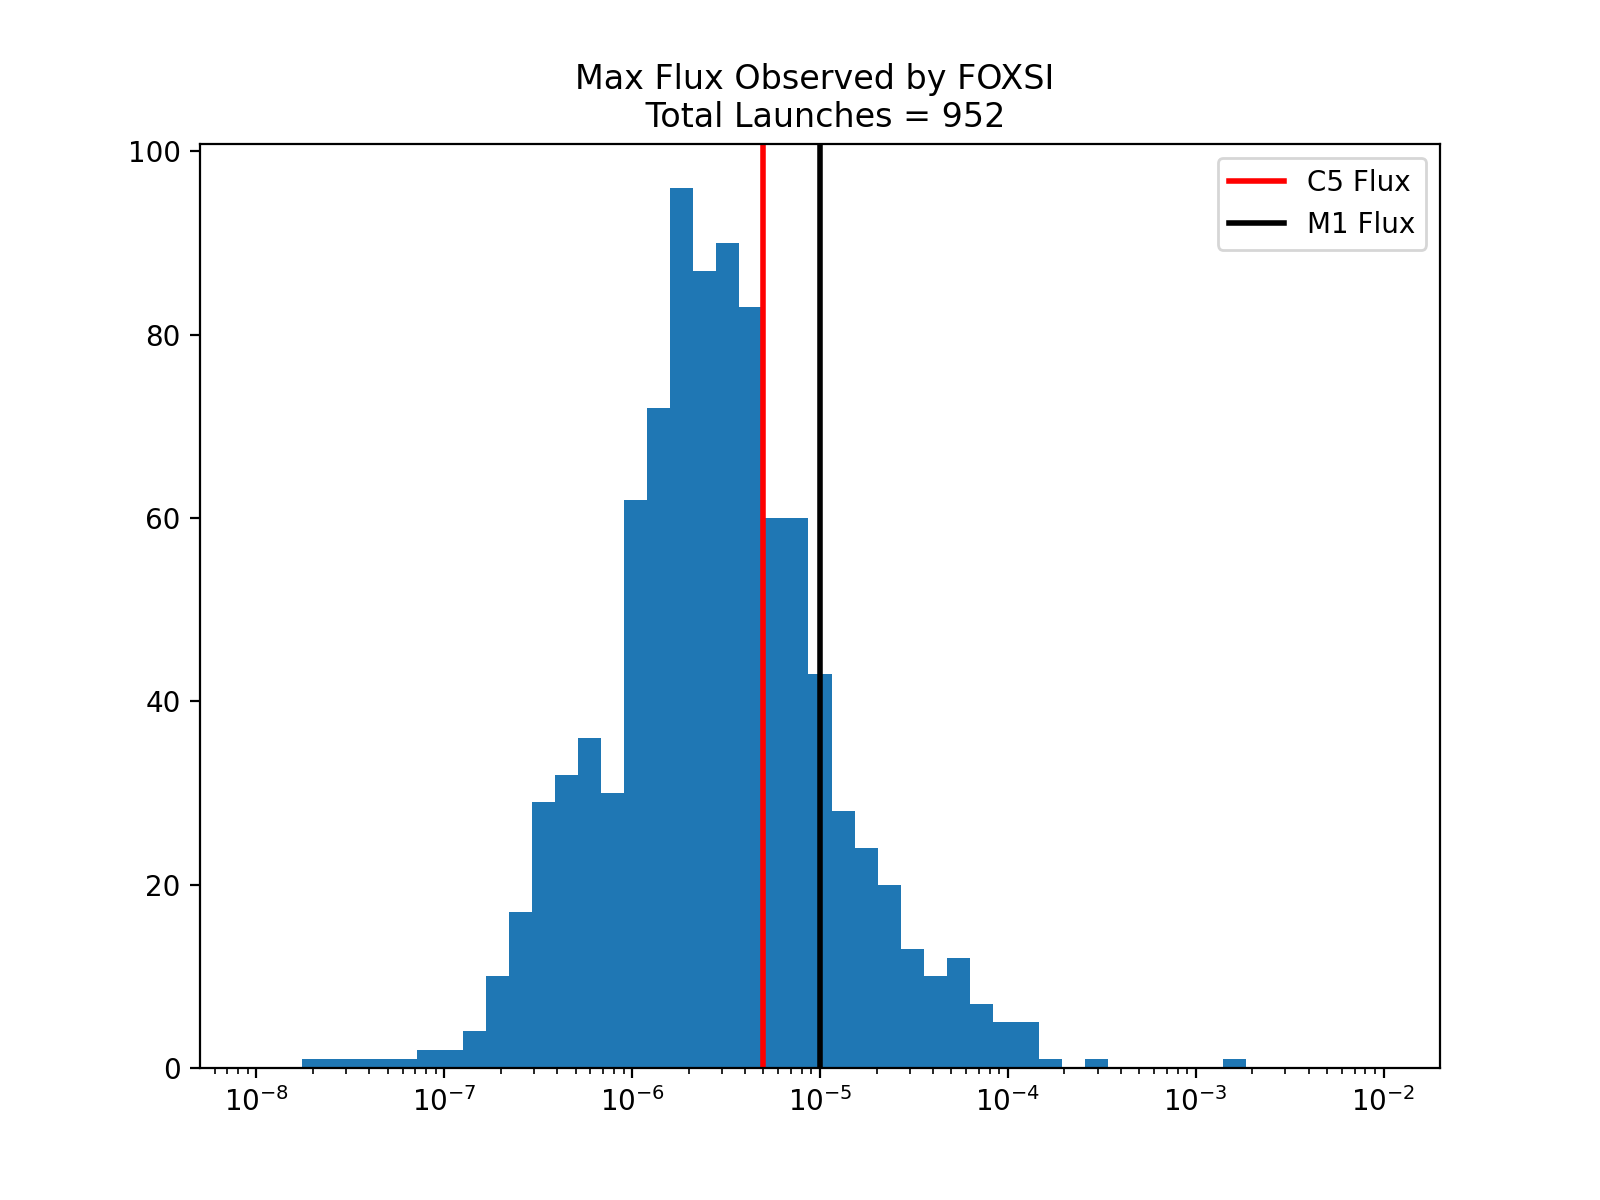 Max Flux Observed by FOXSI
Total Launches = 952
C5 Flux
M1 Flux
100
80
60
40
20
0
10⁻⁸ 10⁻⁷ 10⁻⁶ 10⁻⁵ 10⁻⁴ 10⁻³ 10⁻²